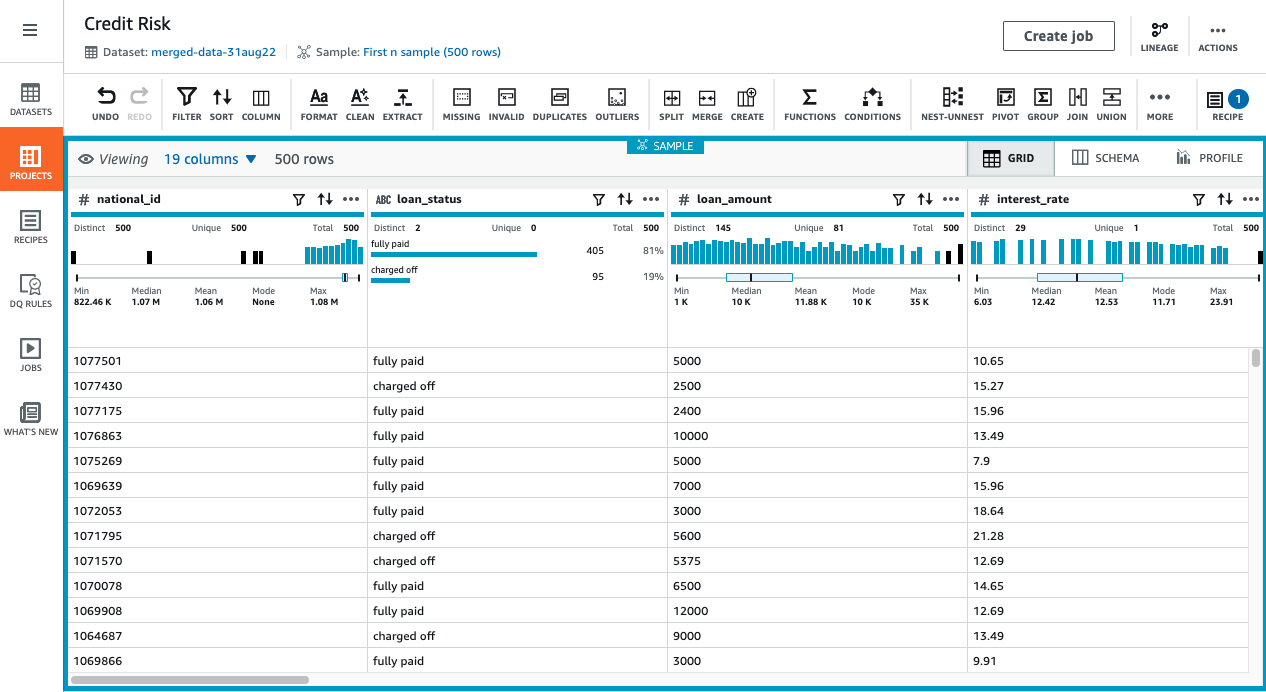 Credit Risk
Dataset: merged-data-31aug22 Sample: First n sample (500 rows)
Create job
LINEAGE
ACTIONS
DATASETS
PROJECTS
RECIPES
DQ RULES
JOBS
WHAT'S NEW
UNDO REDO FILTER SORT COLUMN FORMAT CLEAN EXTRACT MISSING INVALID DUPLICATES OUTLIERS SPLIT MERGE CREATE FUNCTIONS CONDITIONS NEST-UNNEST PIVOT GROUP JOIN UNION MORE RECIPE 1
Viewing 19 columns 500 rows
SAMPLE
GRID SCHEMA PROFILE
# national_id ABC loan_status # loan_amount # interest_rate
Distinct 500 Unique 500 Total 500 Distinct 2 Unique 0 Total 500 Distinct 145 Unique 81 Total 500 Distinct 29 Unique 1 Total 500
fully paid 405 81%
charged off 95 19%
Min Median Mean Mode Max Min Median Mean Mode Max Min Median Mean Mode Max
822.46 K 1.07 M 1.06 M None 1.08 M 1 K 10 K 11.88 K 10 K 35 K 6.03 12.42 12.53 11.71 23.91
1077501 fully paid 5000 10.65
1077430 charged off 2500 15.27
1077175 fully paid 2400 15.96
1076863 fully paid 10000 13.49
1075269 fully paid 5000 7.9
1069639 fully paid 7000 15.96
1072053 fully paid 3000 18.64
1071795 charged off 5600 21.28
1071570 charged off 5375 12.69
1070078 fully paid 6500 14.65
1069908 fully paid 12000 12.69
1064687 charged off 9000 13.49
1069866 fully paid 3000 9.91